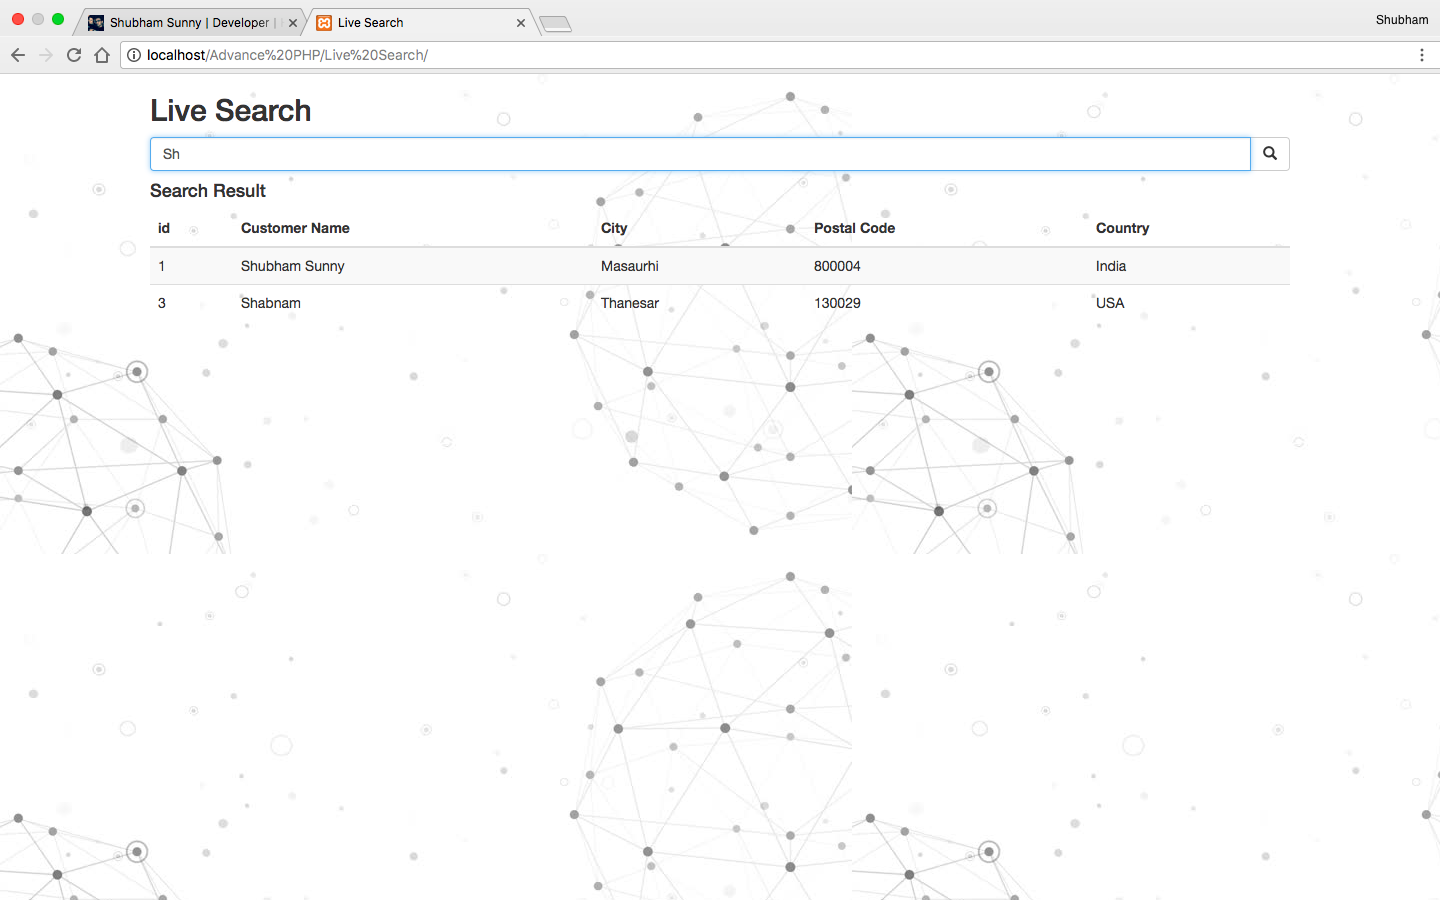 Shubham Sunny | Developer |
Live Search
Shubham
localhost/Advance%20PHP/Live%20Search/
Live Search
Sh
Search Result
id Customer Name City Postal Code Country
1 Shubham Sunny Masaurhi 800004 India
3 Shabnam Thanesar 130029 USA